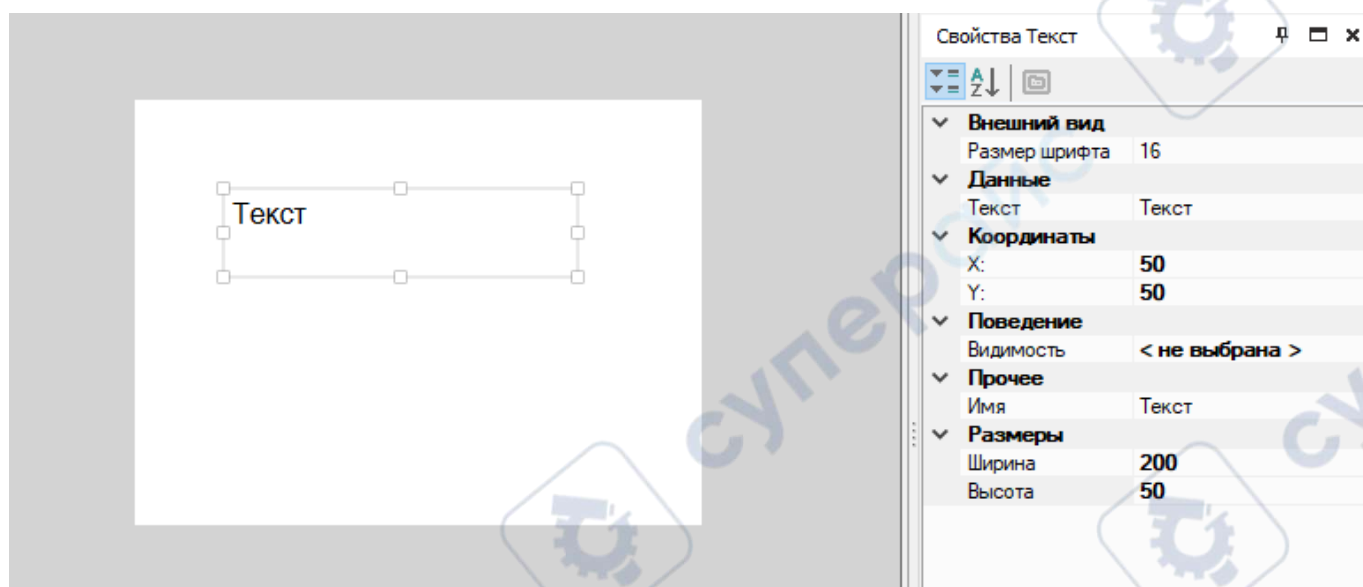 Свойства Текст
Внешний вид
Размер шрифта 16
Данные
Текст Текст
Координаты
X: 50
Y: 50
Поведение
Видимость < не выбрана >
Прочее
Имя Текст
Размеры
Ширина 200
Высота 50
Текст